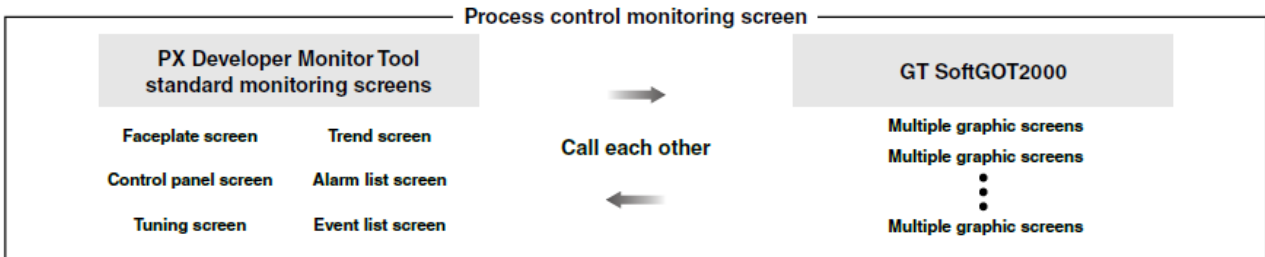 Process control monitoring screen
PX Developer Monitor Tool
standard monitoring screens
Faceplate screen
Trend screen
Control panel screen
Alarm list screen
Tuning screen
Event list screen
Call each other
GT SoftGOT2000
Multiple graphic screens
Multiple graphic screens
Multiple graphic screens